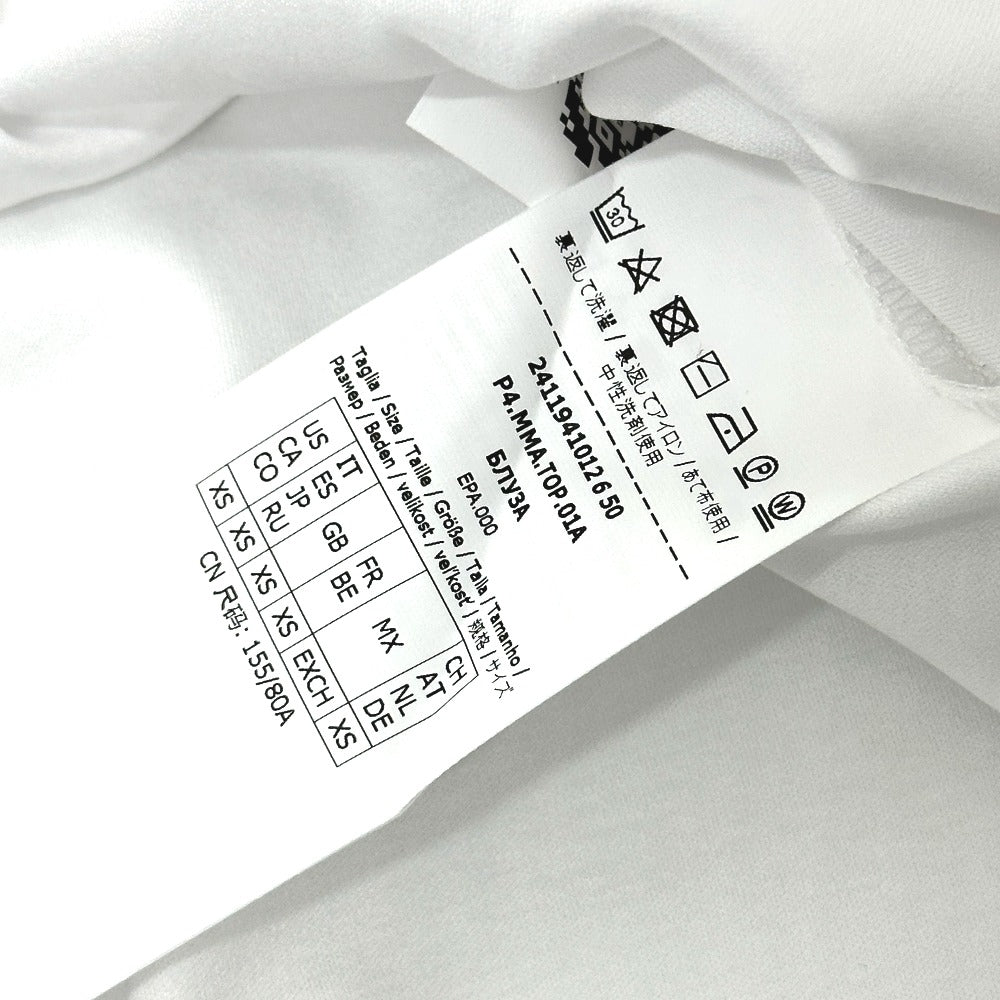 30
P
W
裏返して洗濯 / 裏返してアイロン / あて布使用 /
中性洗剤使用
2411941012650
P4.MMA.TOP.01A
БЛУЗА
EPA.000
Taglia / Size / Taille / Größe / Talla / Tamanho /
Размер / Beden / velikost / veľkosť / 规格 / サイズ
US CA CO
IT ES JP RU
FR GB BE
MX
CH AT NL DE
XS XS XS XS EXCH XS
CN 尺码: 155/80A